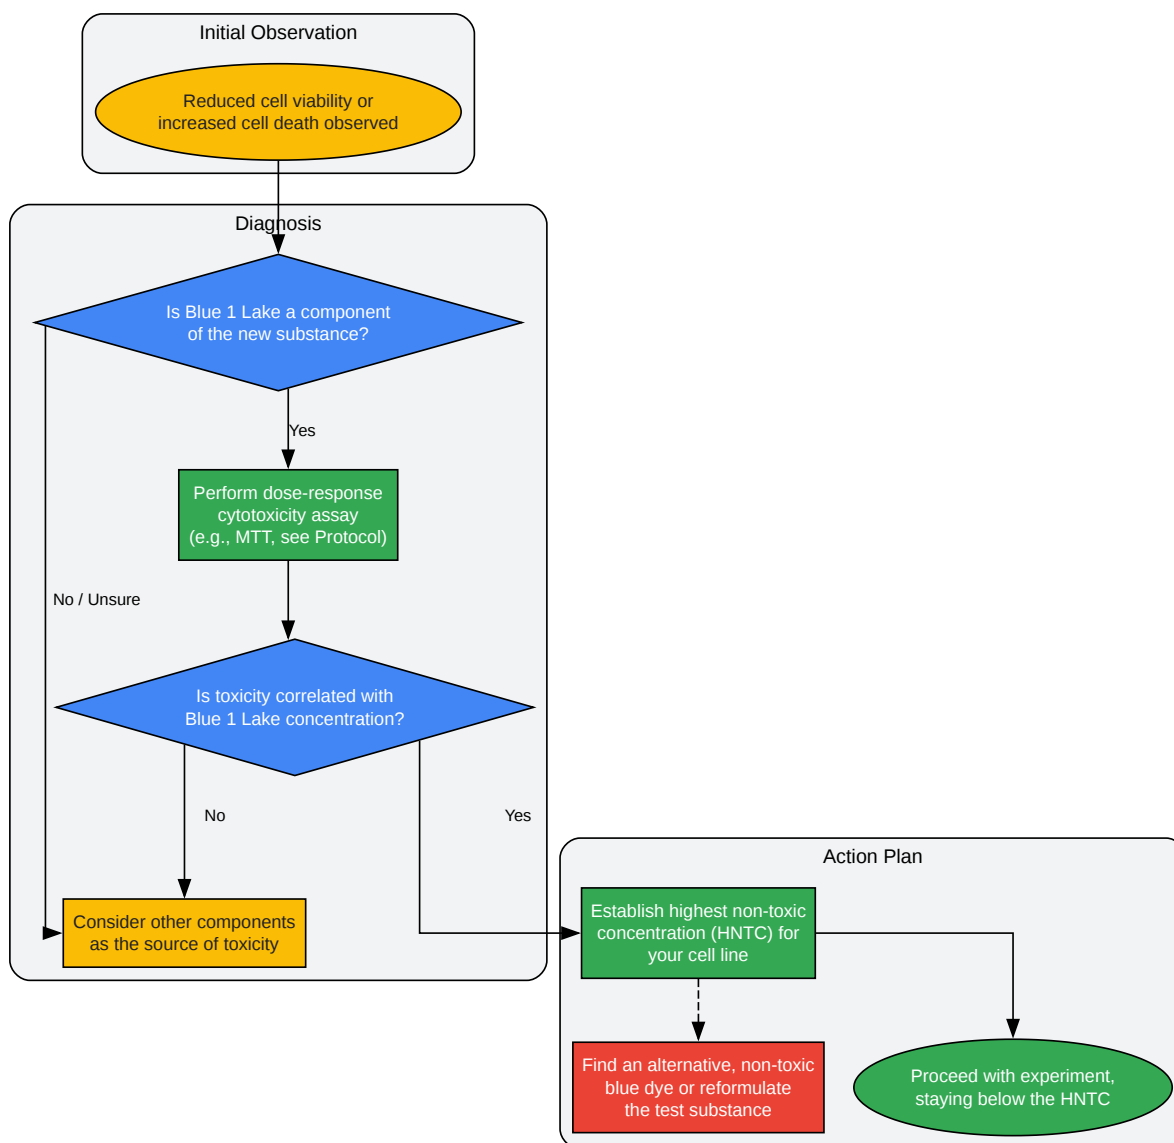 Initial Observation
Reduced cell viability or
increased cell death observed
Diagnosis
Is Blue 1 Lake a component
of the new substance?
Yes
Perform dose-response
cytotoxicity assay
(e.g., MTT, see Protocol)
No / Unsure
Is toxicity correlated with
Blue 1 Lake concentration?
No
Yes
Consider other components
as the source of toxicity
Action Plan
Establish highest non-toxic
concentration (HNTC) for
your cell line
Find an alternative, non-toxic
blue dye or reformulate
the test substance
Proceed with experiment,
staying below the HNTC